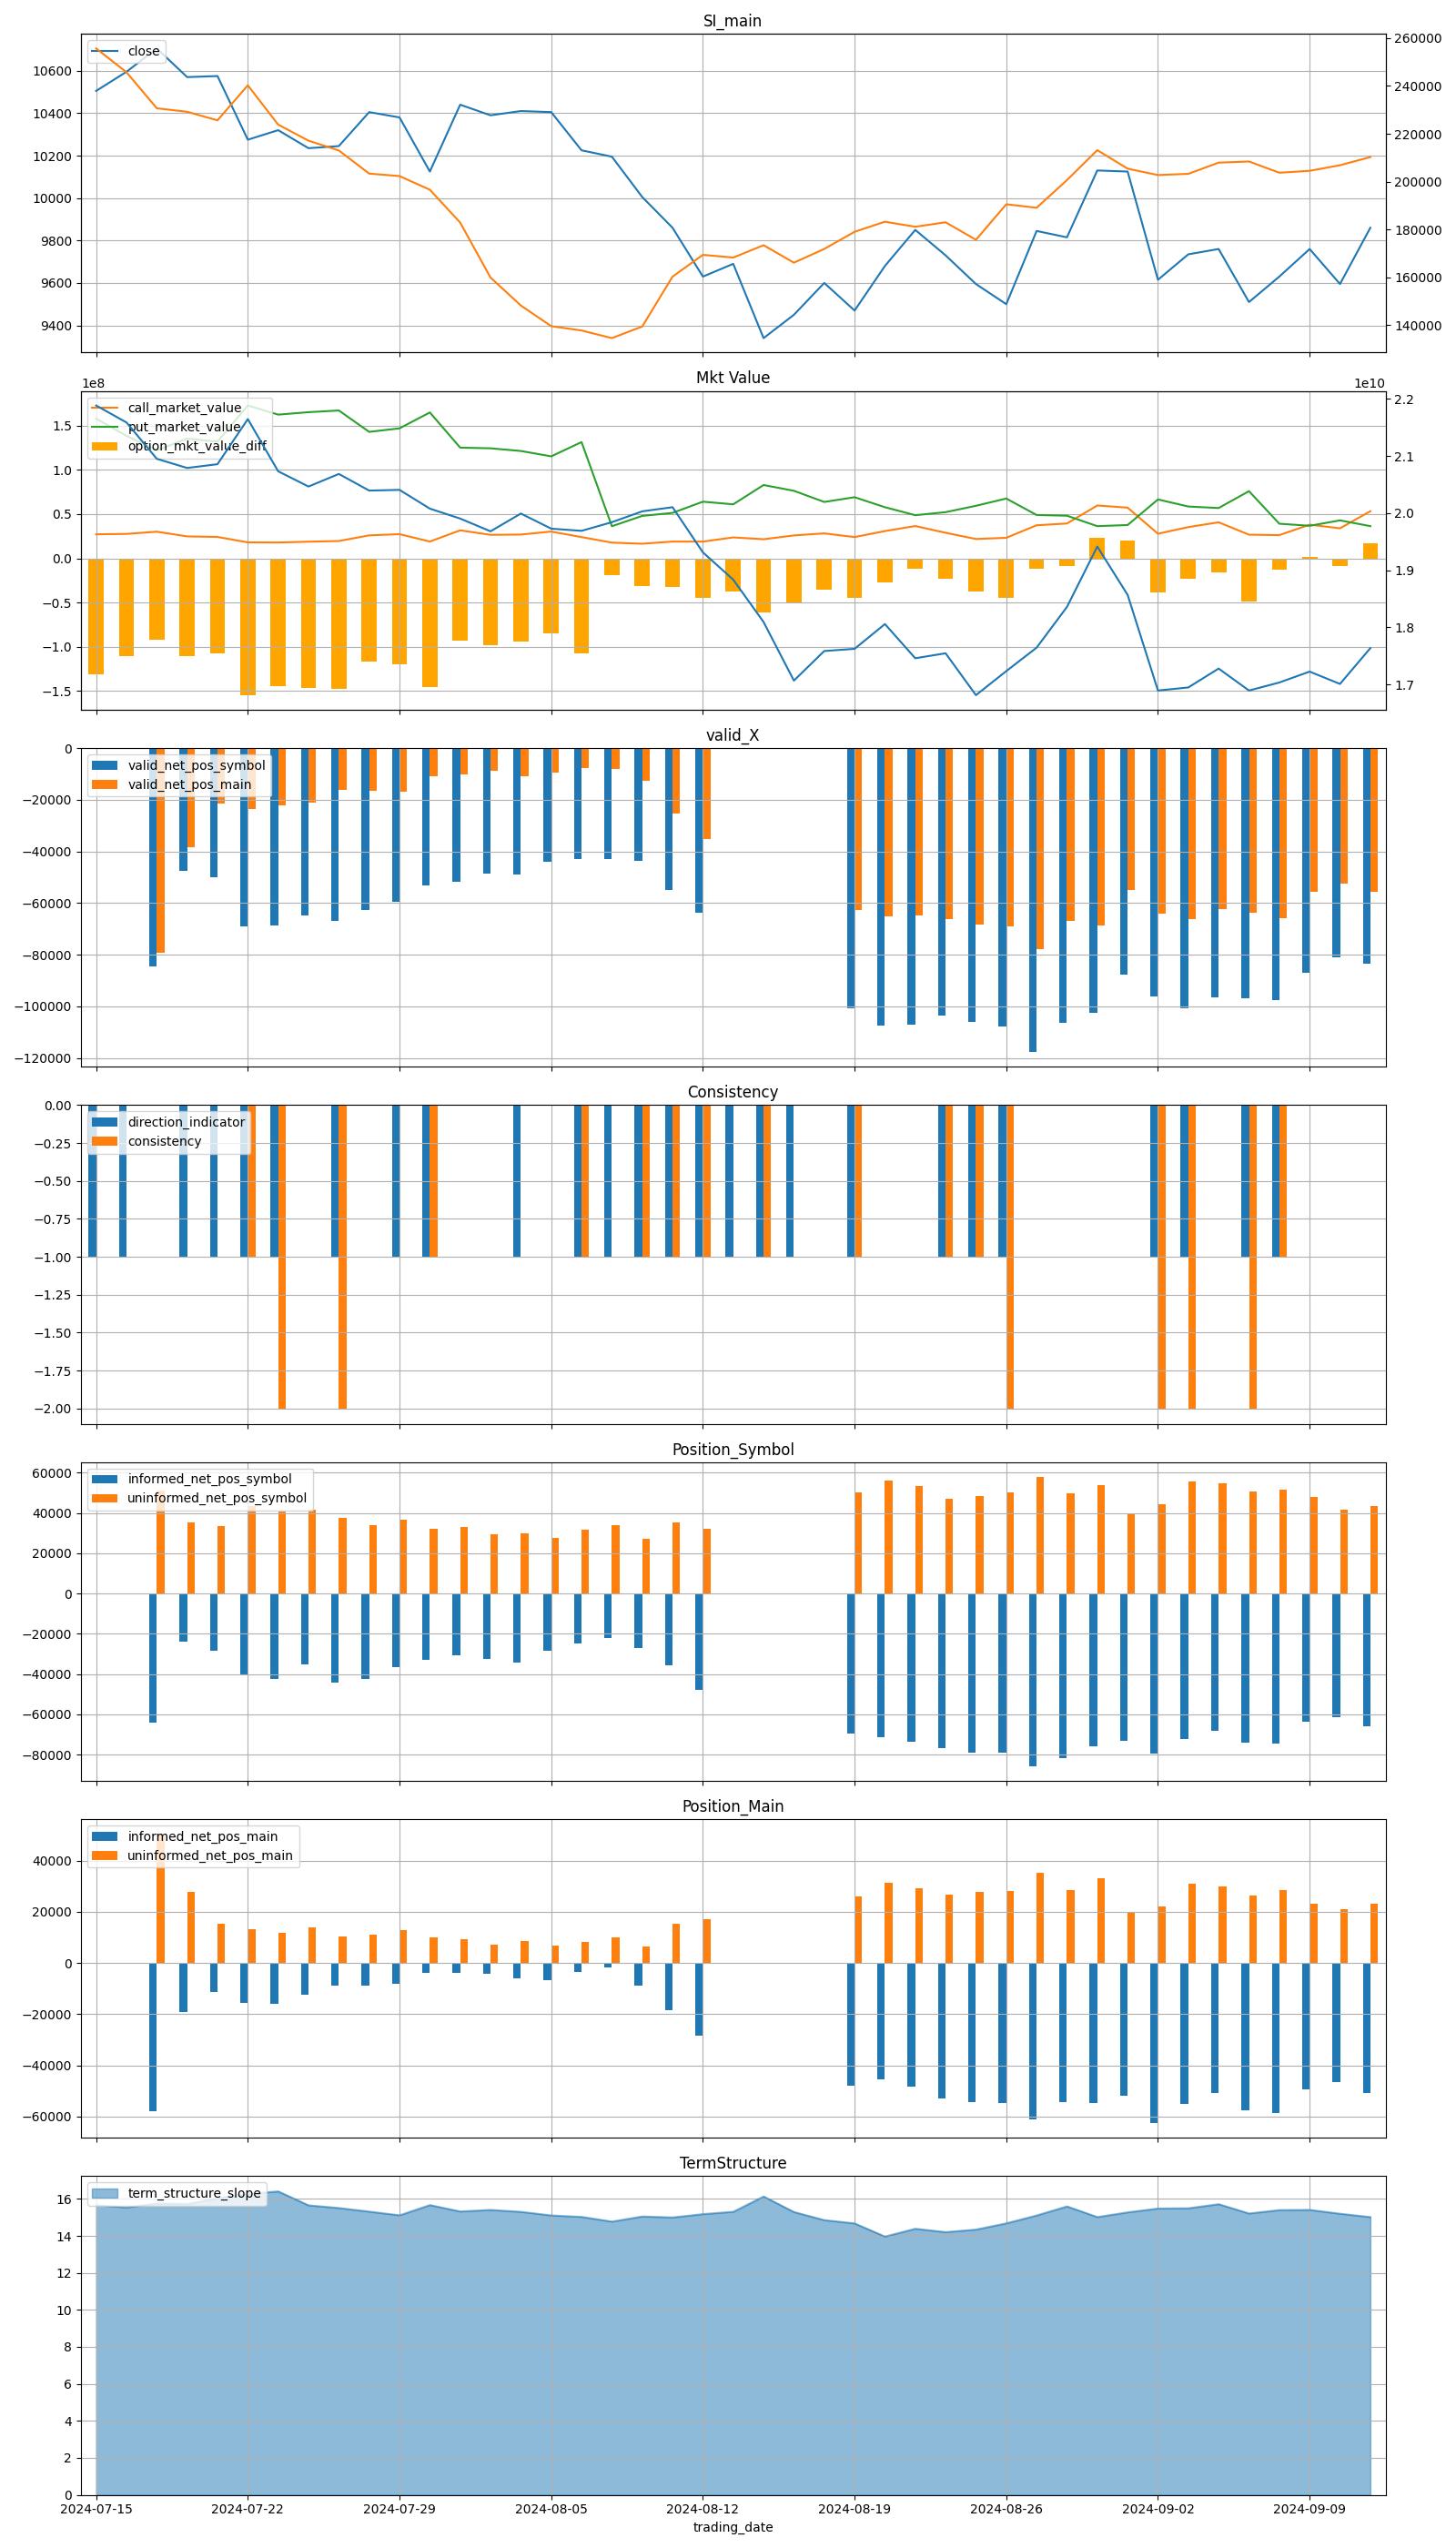 SI_main
close
10600
10400
10200
10000
9800
9600
9400
260000
240000
220000
200000
180000
160000
140000
Mkt Value
1e8
1e10
call_market_value
put_market_value
option_mkt_value_diff
1.5
1.0
0.5
0.0
−0.5
−1.0
−1.5
2.2
2.1
2.0
1.9
1.8
1.7
valid_X
valid_net_pos_symbol
valid_net_pos_main
0
−20000
−40000
−60000
−80000
−100000
−120000
Consistency
direction_indicator
consistency
0.00
−0.25
−0.50
−0.75
−1.00
−1.25
−1.50
−1.75
−2.00
Position_Symbol
informed_net_pos_symbol
uninformed_net_pos_symbol
60000
40000
20000
0
−20000
−40000
−60000
−80000
Position_Main
informed_net_pos_main
uninformed_net_pos_main
40000
20000
0
−20000
−40000
−60000
TermStructure
term_structure_slope
16
14
12
10
8
6
4
2
0
2024-07-15 2024-07-22 2024-07-29 2024-08-05 2024-08-12 2024-08-19 2024-08-26 2024-09-02 2024-09-09
trading_date